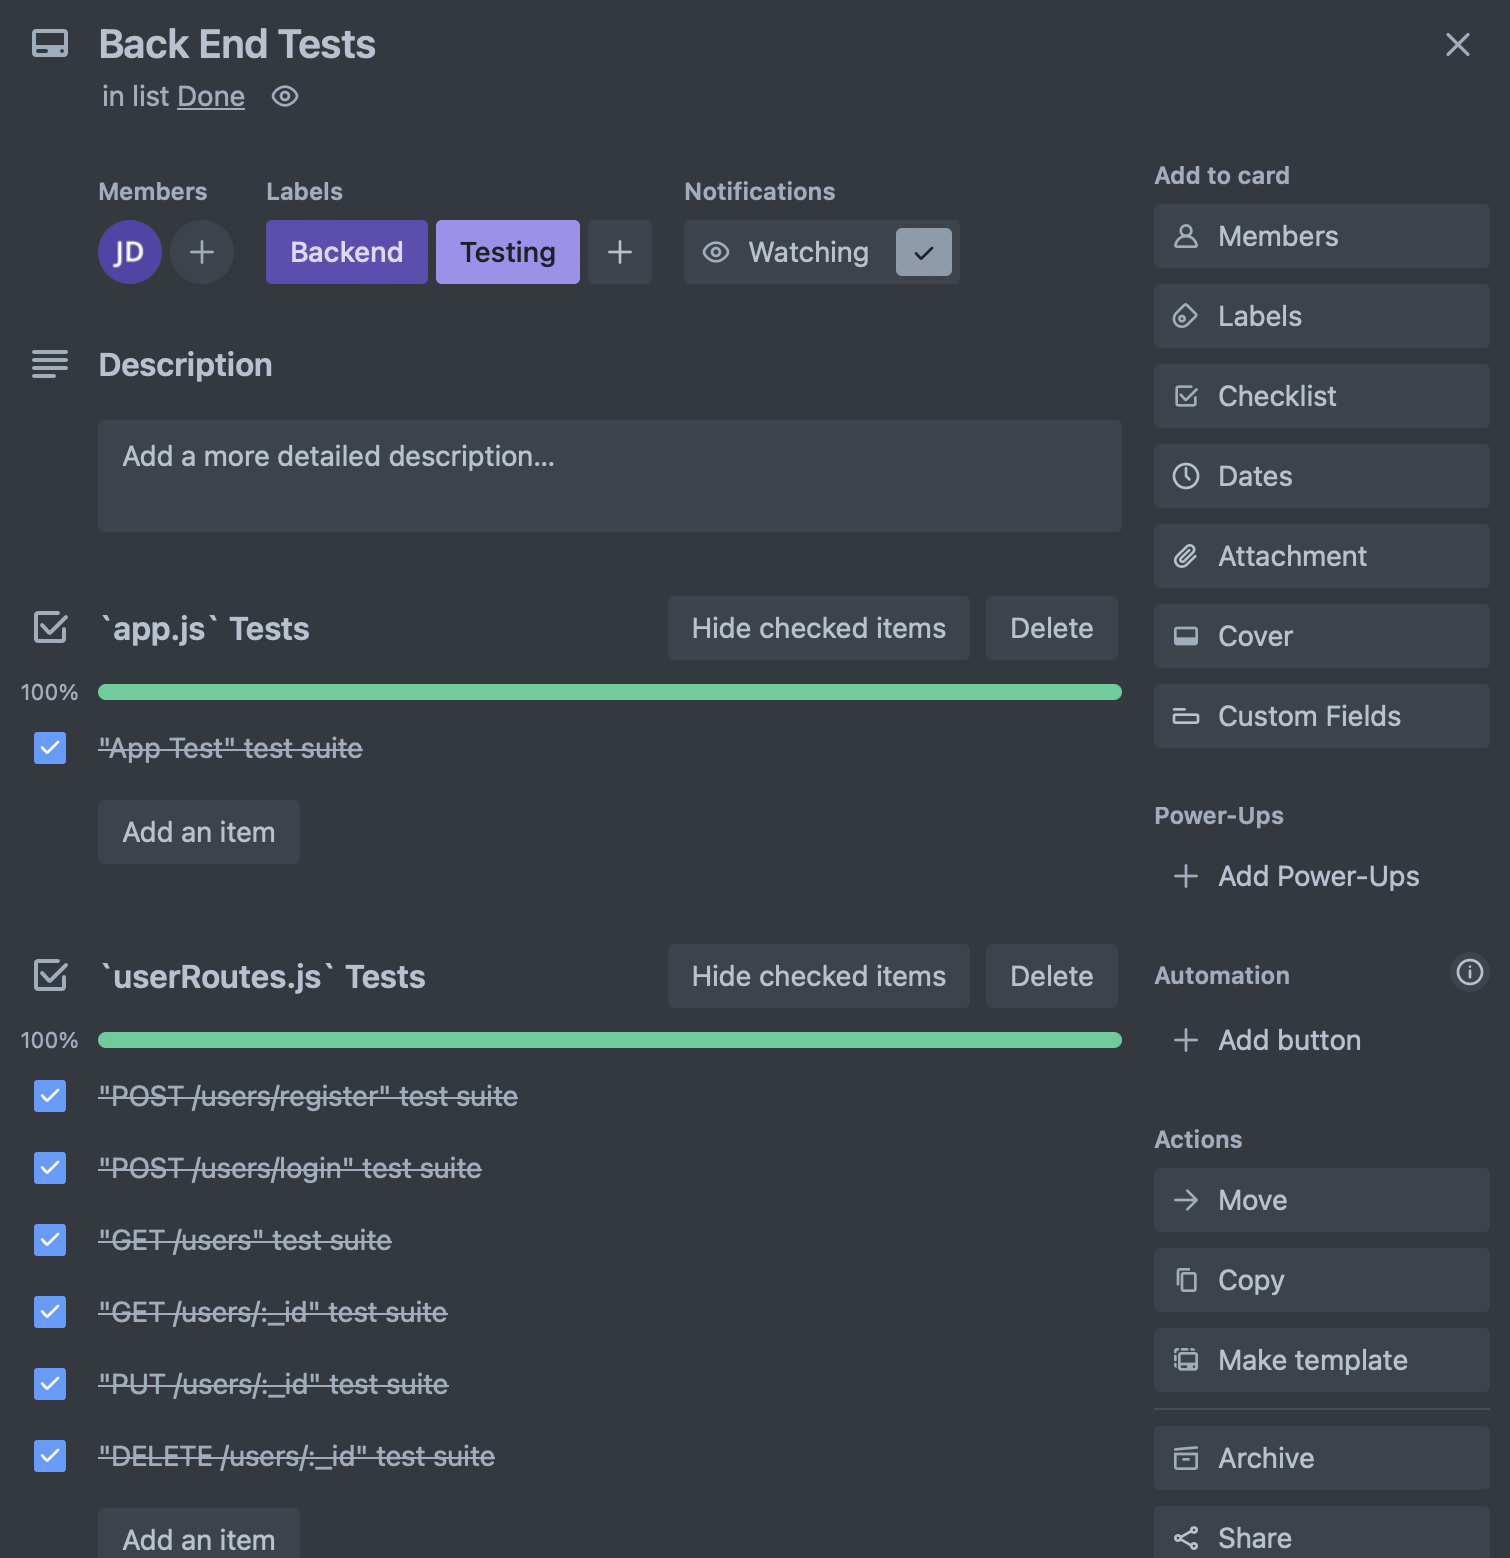 Back End Tests
in list Done
Members
Labels
Notifications
JD
Backend
Testing
Watching
Description
Add a more detailed description...
`app.js` Tests
Hide checked items
Delete
100%
"App Test" test suite
Add an item
`userRoutes.js` Tests
Hide checked items
Delete
100%
"POST /users/register" test suite
"POST /users/login" test suite
"GET /users" test suite
"GET /users/:_id" test suite
"PUT /users/:_id" test suite
"DELETE /users/:_id" test suite
Add an item
Add to card
Members
Labels
Checklist
Dates
Attachment
Cover
Custom Fields
Power-Ups
Add Power-Ups
Automation
Add button
Actions
Move
Copy
Make template
Archive
Share